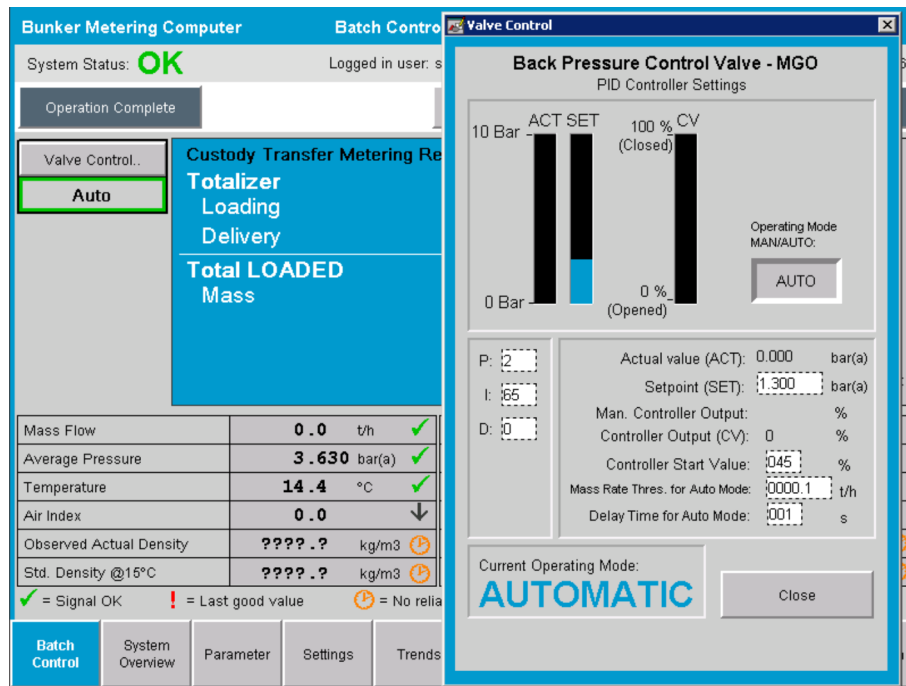 Bunker Metering Computer
Batch Contro
System Status: OK
Logged in user: s
Operation Complete
Valve Control..
Auto
Custody Transfer Metering Re
Totalizer
Loading
Delivery
Total LOADED
Mass
Mass Flow 0.0 t/h
Average Pressure 3.630 bar(a)
Temperature 14.4 °C
Air Index 0.0
Observed Actual Density ????.? kg/m3
Std. Density @15°C ????.? kg/m3
= Signal OK ! = Last good value = No relia
Batch Control
System Overview
Parameter
Settings
Trends
Valve Control
Back Pressure Control Valve - MGO
PID Controller Settings
ACT SET CV
10 Bar
100 %
(Closed)
0 Bar
0 %
(Opened)
Operating Mode
MAN/AUTO:
AUTO
P: 2
I: 65
D: 0
Actual value (ACT): 0.000 bar(a)
Setpoint (SET): 1.300 bar(a)
Man. Controller Output: %
Controller Output (CV): 0 %
Controller Start Value: 045 %
Mass Rate Thres. for Auto Mode: 0000.1 t/h
Delay Time for Auto Mode: 001 s
Current Operating Mode:
AUTOMATIC
Close